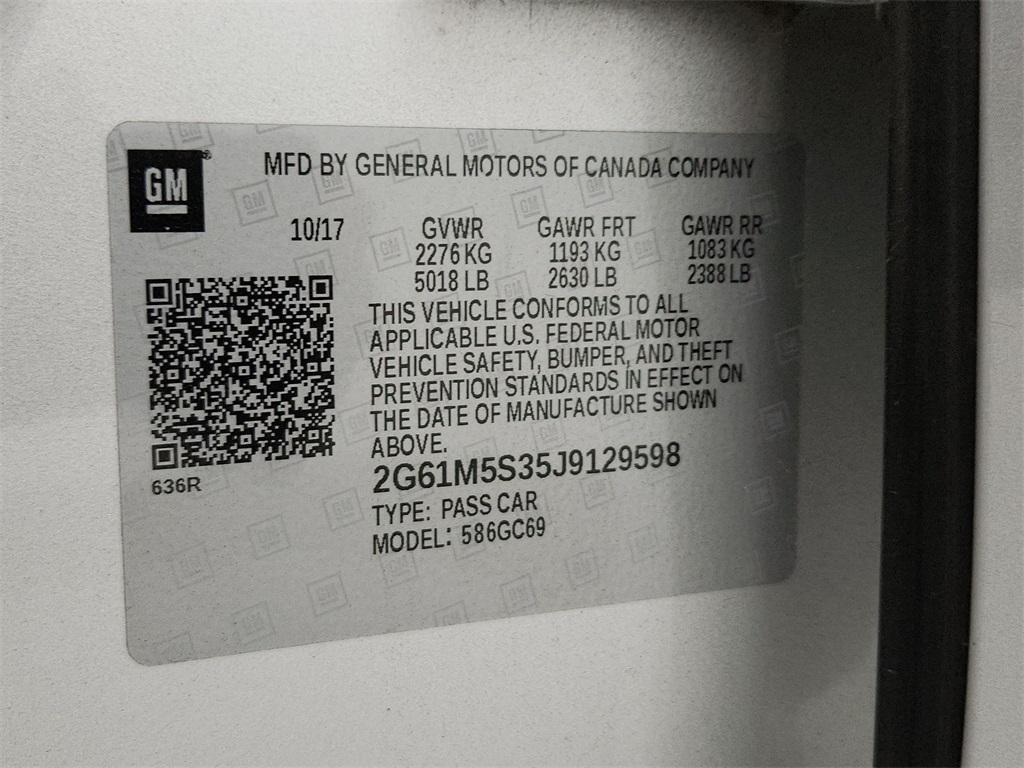 GM
MFD BY GENERAL MOTORS OF CANADA COMPANY
10/17 GVWR GAWR FRT GAWR RR
2276 KG 1193 KG 1083 KG
5018 LB 2630 LB 2388 LB
THIS VEHICLE CONFORMS TO ALL
APPLICABLE U.S. FEDERAL MOTOR
VEHICLE SAFETY, BUMPER, AND THEFT
PREVENTION STANDARDS IN EFFECT ON
THE DATE OF MANUFACTURE SHOWN
ABOVE.
636R
2G61M5S35J9129598
TYPE: PASS CAR
MODEL: 586GC69